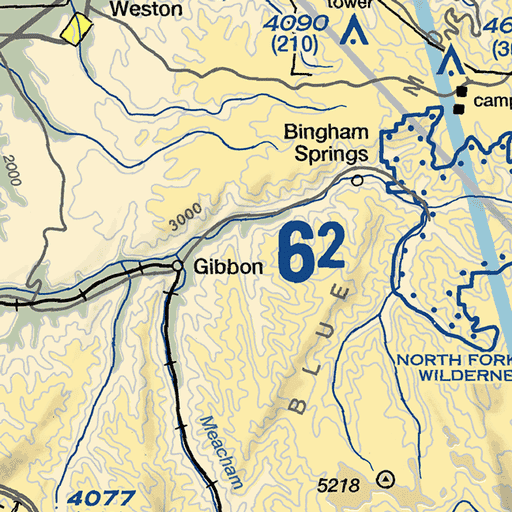 Weston
tower
4090
(210)
camp
Bingham
Springs
2000
3000
Gibbon
62
BLUE
NORTH FORK
WILDERNE
Meacham
5218
4077